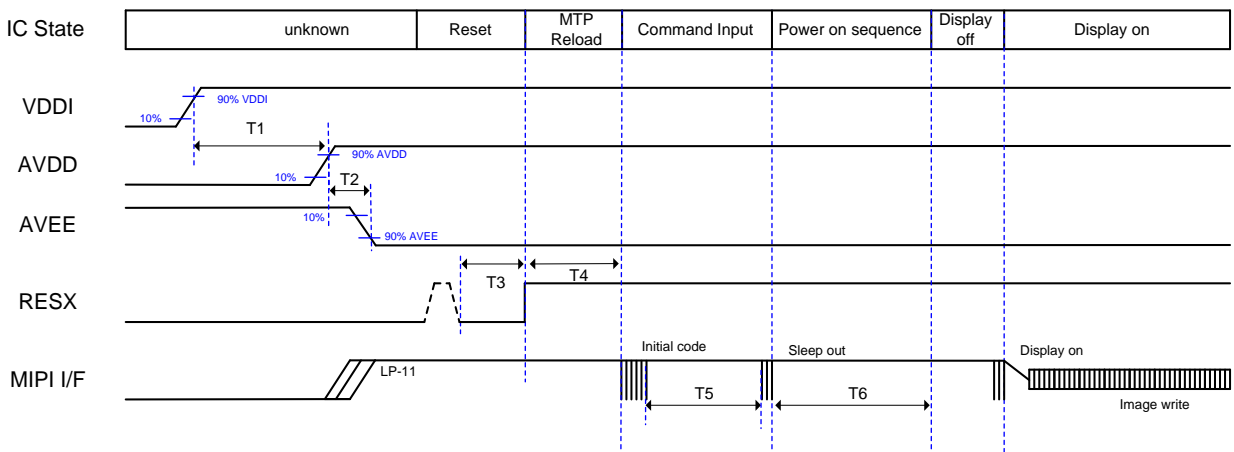 IC State
unknown
Reset
MTP
Reload
Command Input
Power on sequence
Display
off
Display on
VDDI
90% VDDI
10%
T1
AVDD
90% AVDD
10%
T2
AVEE
10%
90% AVEE
T3
T4
RESX
MIPI I/F
LP-11
Initial code
Sleep out
Display on
T5
T6
Image write